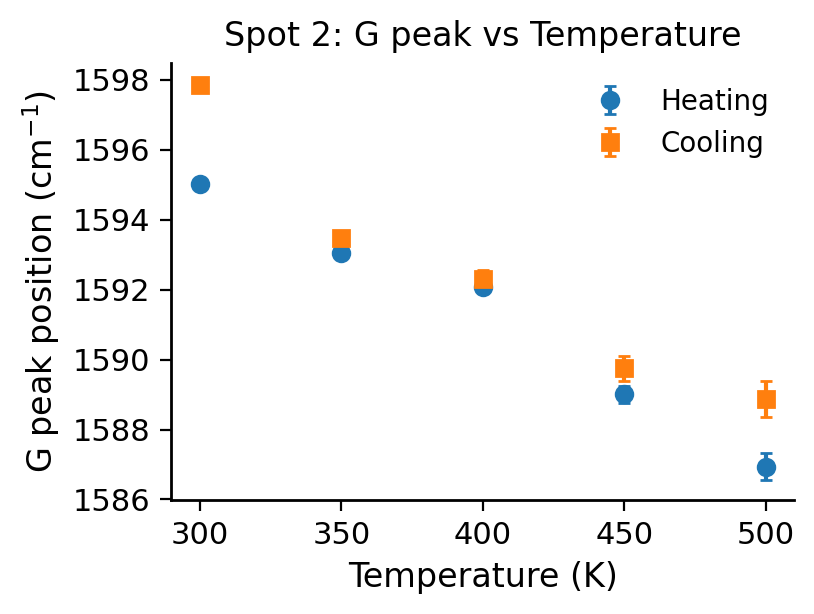 Spot 2: G peak vs Temperature
G peak position (cm⁻¹)
1598
1596
1594
1592
1590
1588
1586
Heating
Cooling
300 350 400 450 500
Temperature (K)